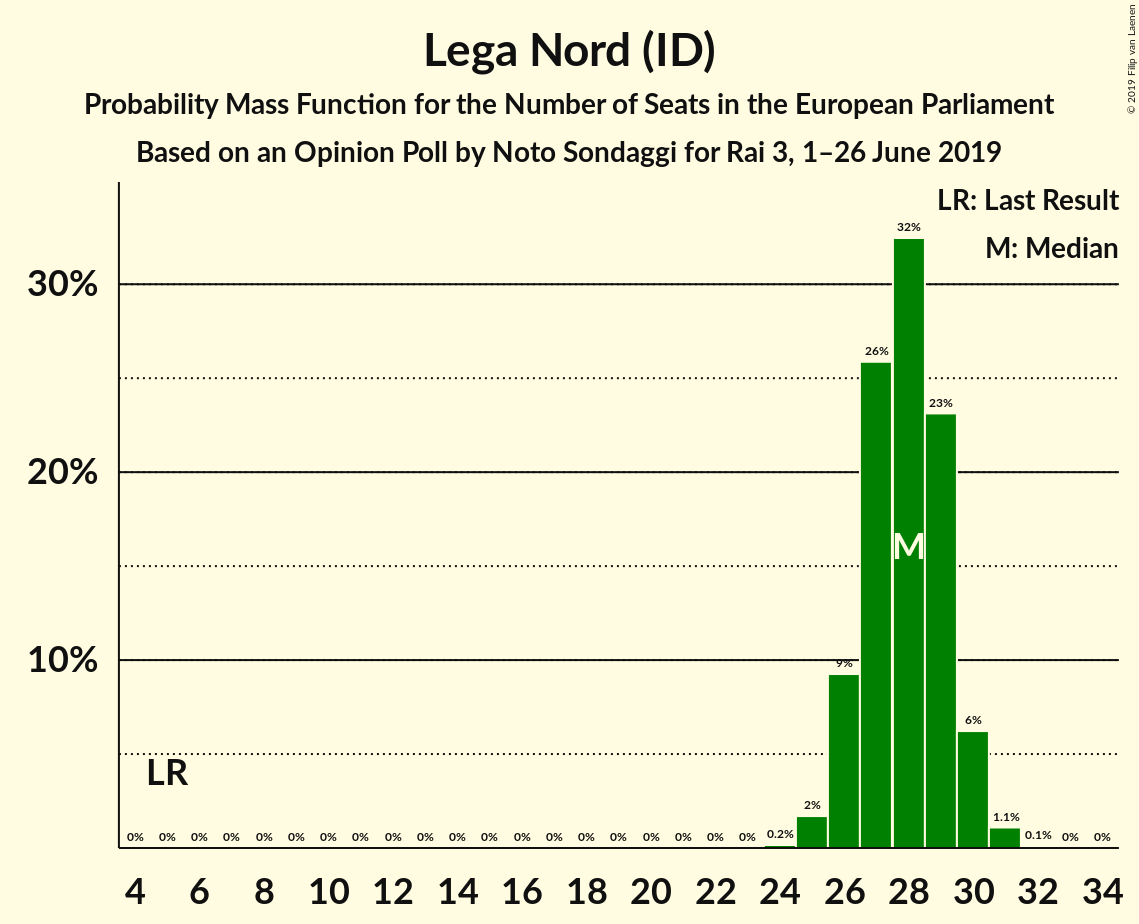 Lega Nord (ID)
Probability Mass Function for the Number of Seats in the European Parliament
Based on an Opinion Poll by Noto Sondaggi for Rai 3, 1–26 June 2019
© 2019 Filip van Laenen
LR: Last Result
M: Median
32%
30%
26%
23%
20%
M
10%
9%
6%
LR
0% 0% 0% 0% 0% 0% 0% 0% 0% 0% 0% 0% 0% 0% 0% 0% 0% 0% 0% 0% 0.2% 2% 1.1% 0.1% 0% 0%
4 6 8 10 12 14 16 18 20 22 24 26 28 30 32 34